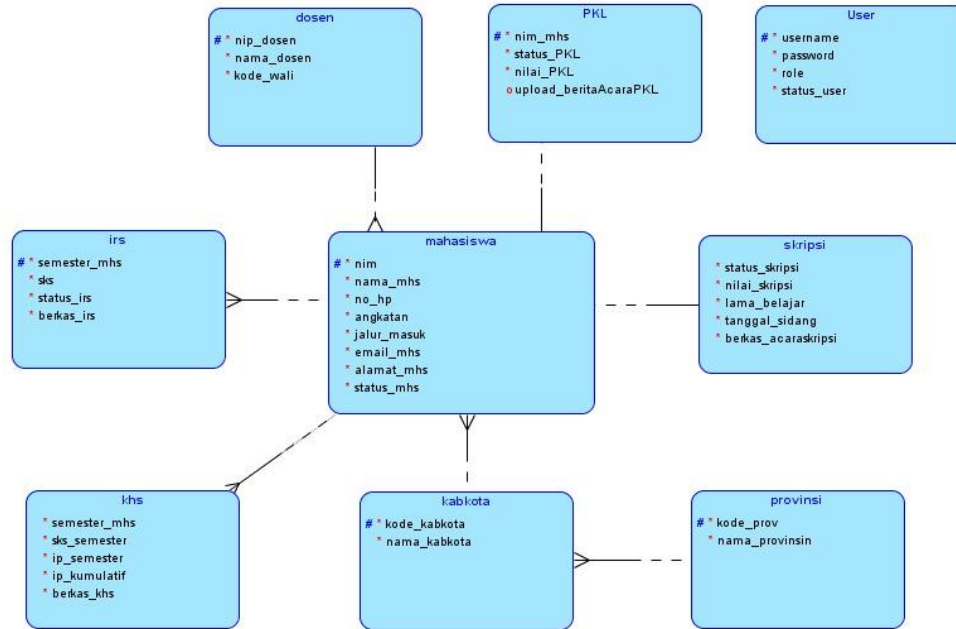 dosen
# * nip_dosen
* nama_dosen
* kode_wali
PKL
# * nim_mhs
* status_PKL
* nilai_PKL
o upload_beritaAcaraPKL
User
# * username
* password
* role
* status_user
irs
# * semester_mhs
* sks
* status_irs
* berkas_irs
mahasiswa
# * nim
* nama_mhs
* no_hp
* angkatan
* jalur_masuk
* email_mhs
* alamat_mhs
* status_mhs
skripsi
* status_skripsi
* nilai_skripsi
* lama_belajar
* tanggal_sidang
* berkas_acaraskripsi
khs
* semester_mhs
* sks_semester
* ip_semester
* ip_kumulatif
* berkas_khs
kabkota
# * kode_kabkota
* nama_kabkota
provinsi
# * kode_prov
* nama_provinsin